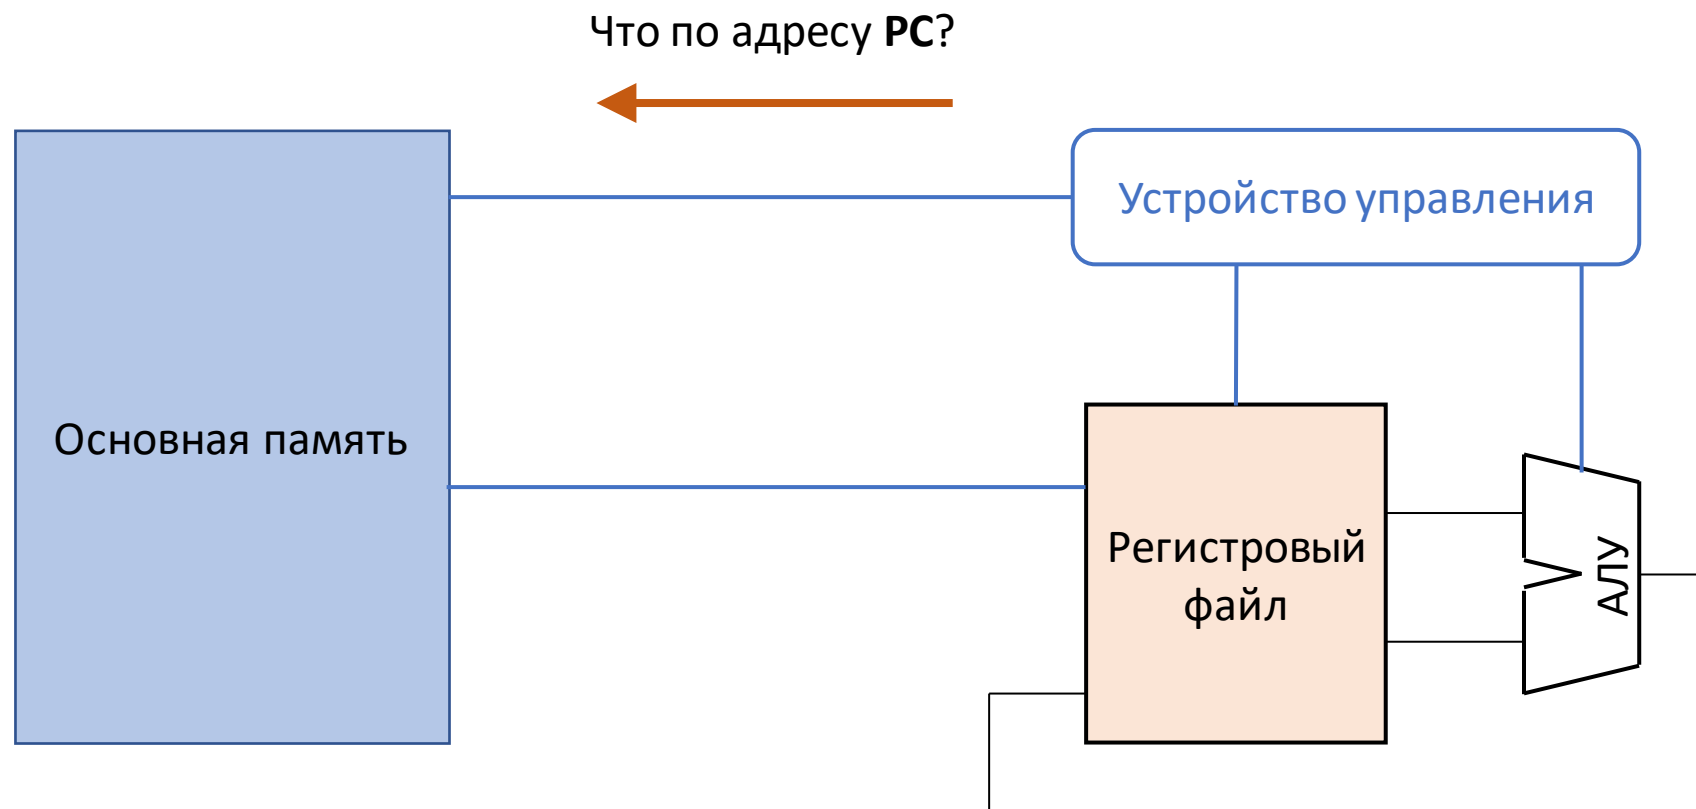 Что по адресу PC?
Устройство управления
Основная память
Регистровый
файл
АЛУ